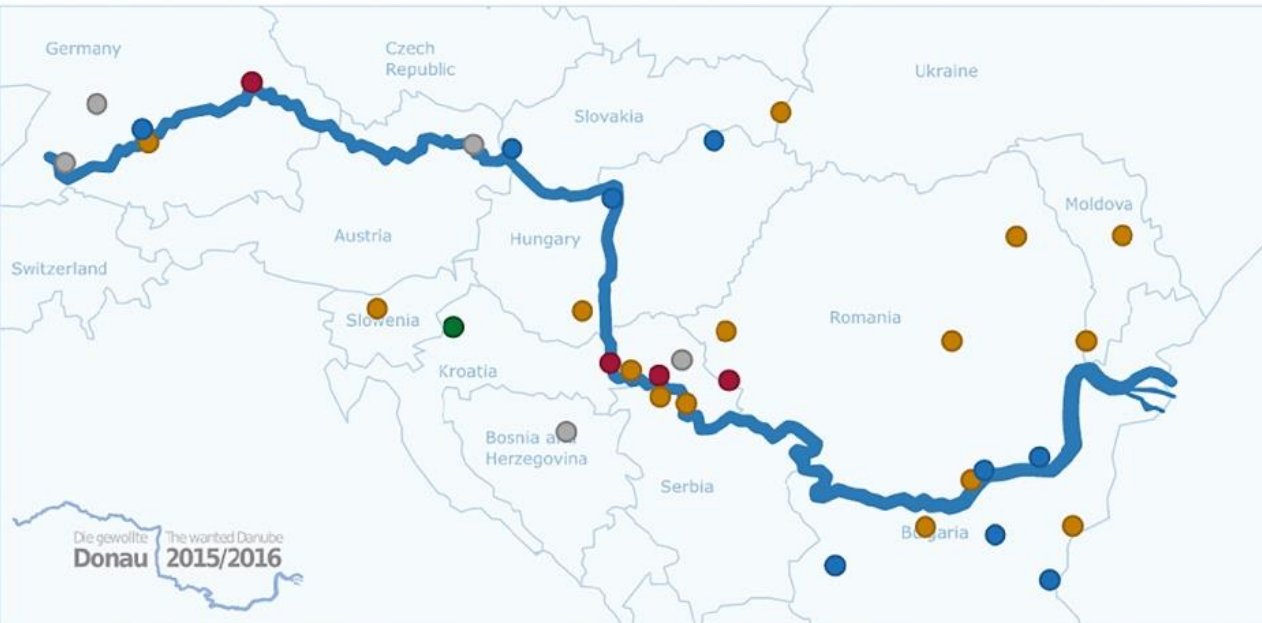 Germany
Czech
Republic
Ukraine
Slovakia
Moldova
Austria
Hungary
Switzerland
Slowenia
Romania
Kroatia
Bosnia and
Herzegovina
Serbia
Bulgaria
Die gewollte
Donau
The wanted Danube
2015/2016